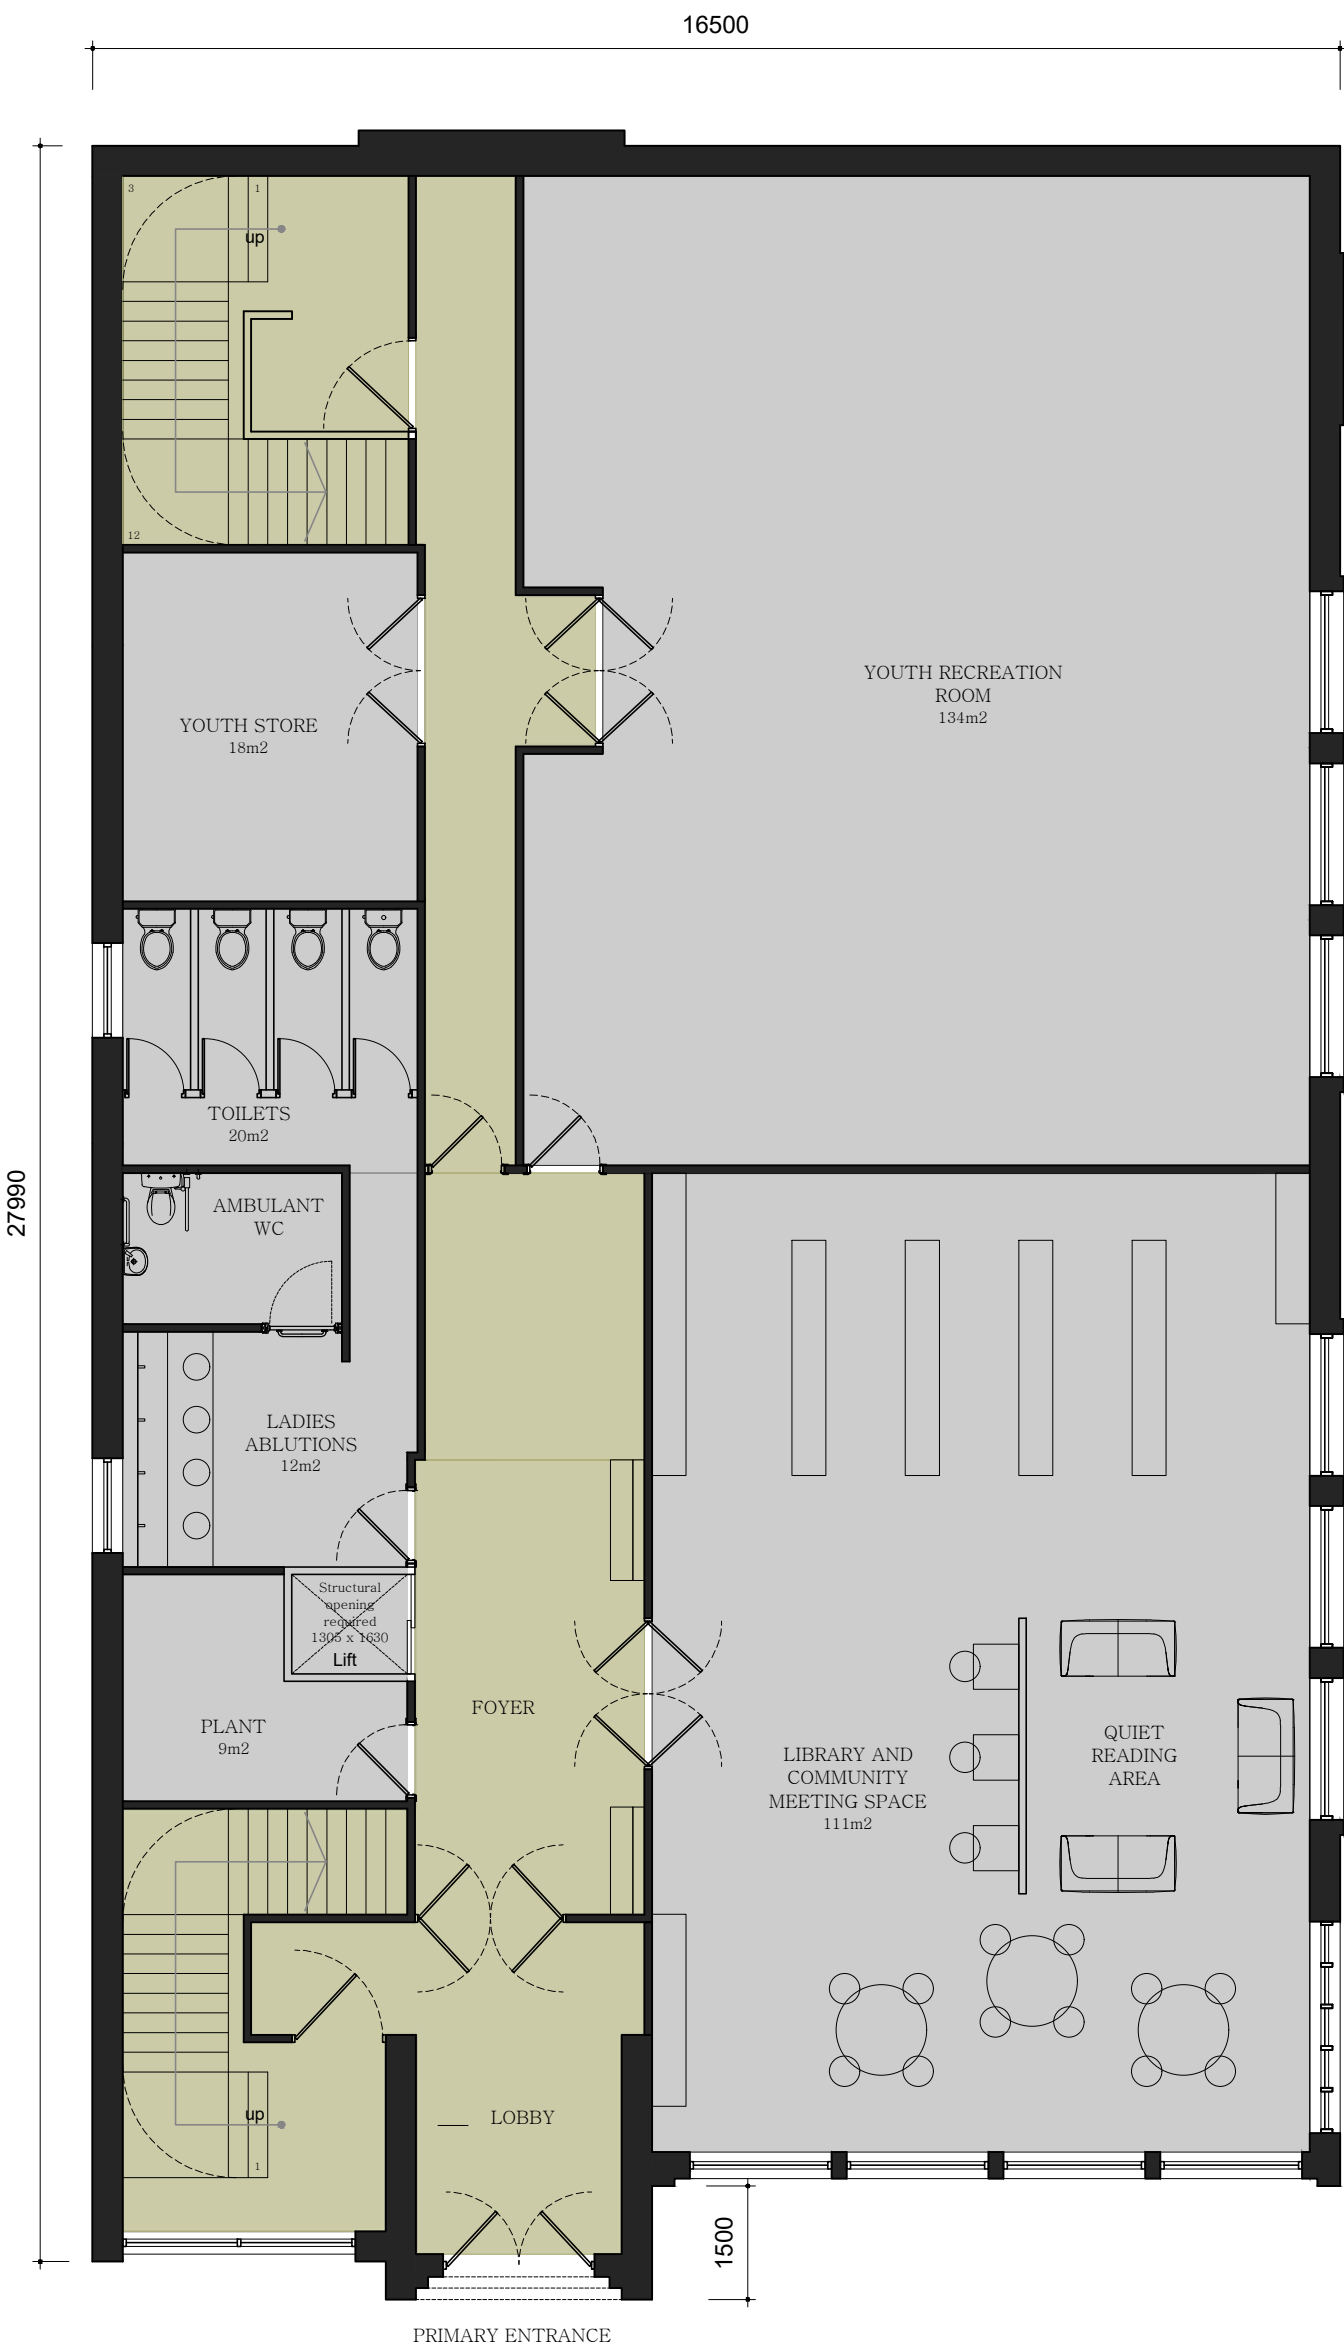 16500
3
1
up
12
YOUTH RECREATION
ROOM
134m2
YOUTH STORE
18m2
TOILETS
20m2
27990
AMBULANT
WC
LADIES
ABLUTIONS
12m2
Structural
opening
required
1305 x 1630
Lift
FOYER
PLANT
9m2
QUIET
READING
AREA
LIBRARY AND
COMMUNITY
MEETING SPACE
111m2
up
LOBBY
1
1500
PRIMARY ENTRANCE